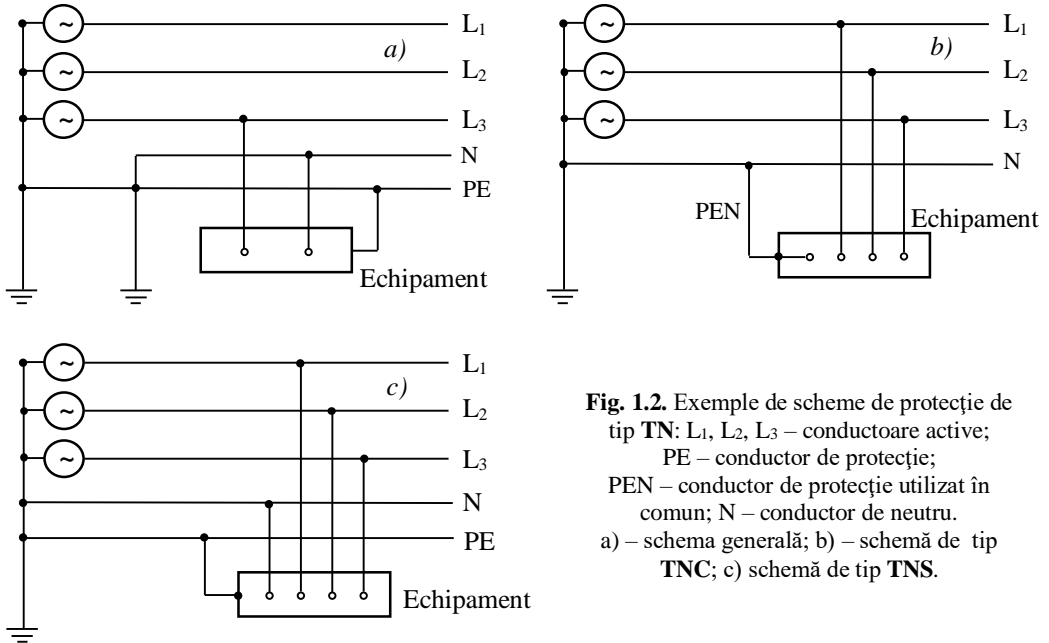 L₁
a)
L₂
L₃
N
PE
Echipament
L₁
b)
L₂
L₃
N
PEN
Echipament
L₁
c)
L₂
L₃
N
PE
Echipament
Fig. 1.2. Exemple de scheme de protecţie de
tip TN: L₁, L₂, L₃ – conductoare active;
PE – conductor de protecţie;
PEN – conductor de protecţie utilizat în
comun; N – conductor de neutru.
a) – schema generală; b) – schemă de tip
TNC; c) schemă de tip TNS.